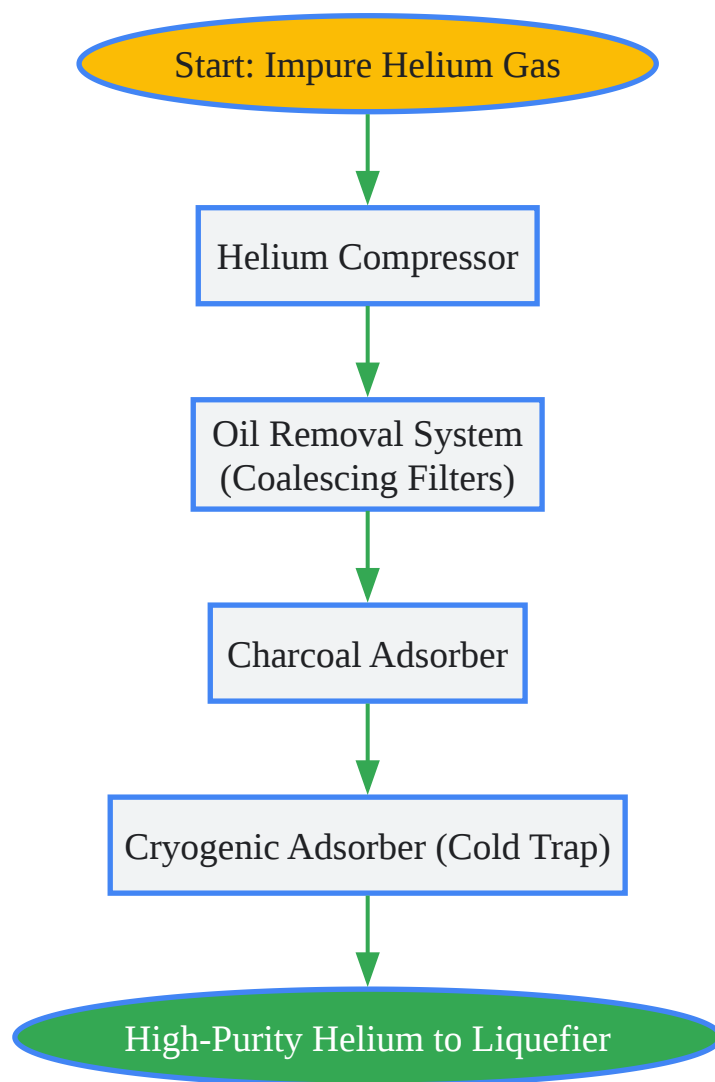 Start: Impure Helium Gas
Helium Compressor
Oil Removal System
(Coalescing Filters)
Charcoal Adsorber
Cryogenic Adsorber (Cold Trap)
High-Purity Helium to Liquefier